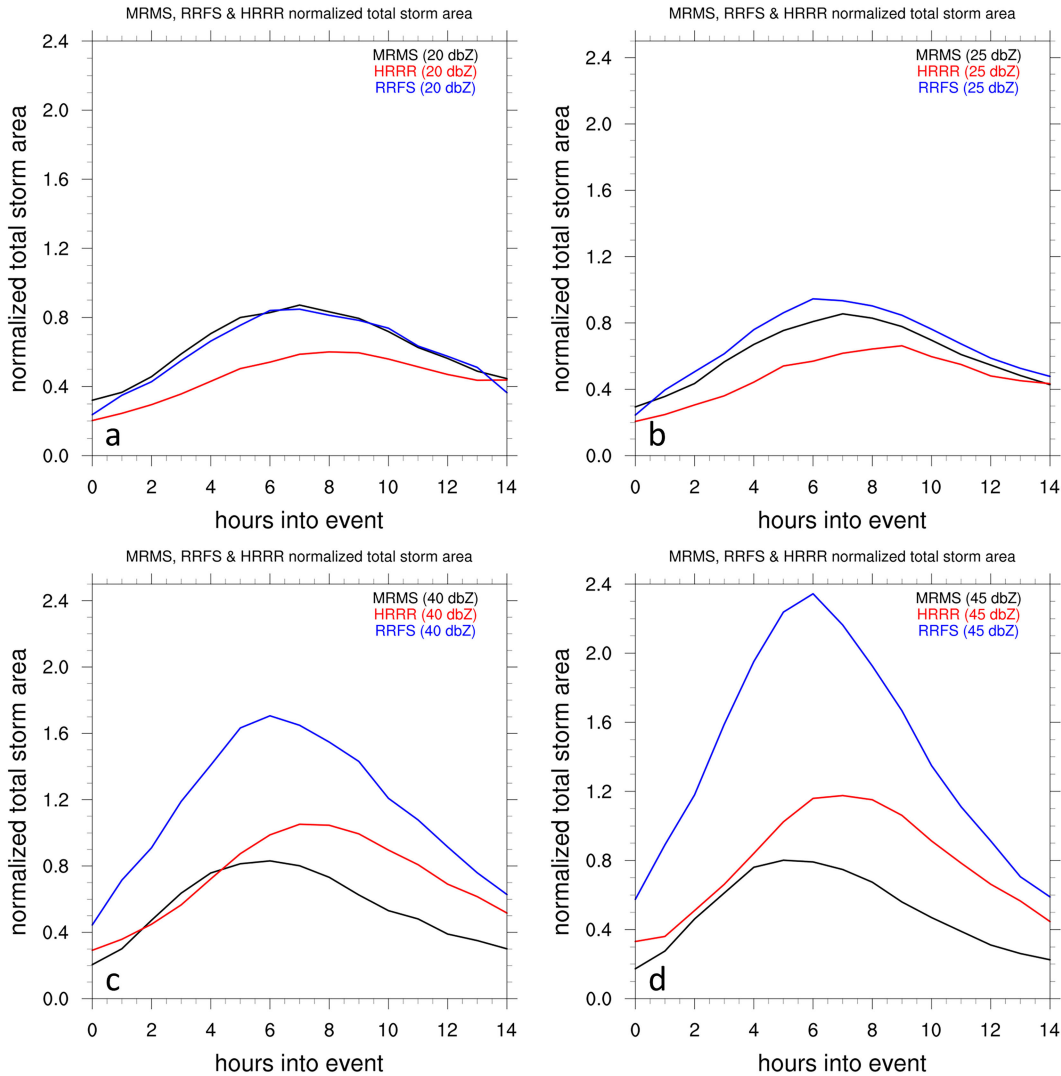 MRMS, RRFS & HRRR normalized total storm area
MRMS (20 dbZ)
HRRR (20 dbZ)
RRFS (20 dbZ)
normalized total storm area
2.4
2.0
1.6
1.2
0.8
0.4
0.0
a
0 2 4 6 8 10 12 14
hours into event
MRMS, RRFS & HRRR normalized total storm area
MRMS (25 dbZ)
HRRR (25 dbZ)
RRFS (25 dbZ)
normalized total storm area
2.4
2.0
1.6
1.2
0.8
0.4
0.0
b
0 2 4 6 8 10 12 14
hours into event
MRMS, RRFS & HRRR normalized total storm area
MRMS (40 dbZ)
HRRR (40 dbZ)
RRFS (40 dbZ)
normalized total storm area
2.4
2.0
1.6
1.2
0.8
0.4
0.0
c
0 2 4 6 8 10 12 14
hours into event
MRMS, RRFS & HRRR normalized total storm area
MRMS (45 dbZ)
HRRR (45 dbZ)
RRFS (45 dbZ)
normalized total storm area
2.4
2.0
1.6
1.2
0.8
0.4
0.0
d
0 2 4 6 8 10 12 14
hours into event